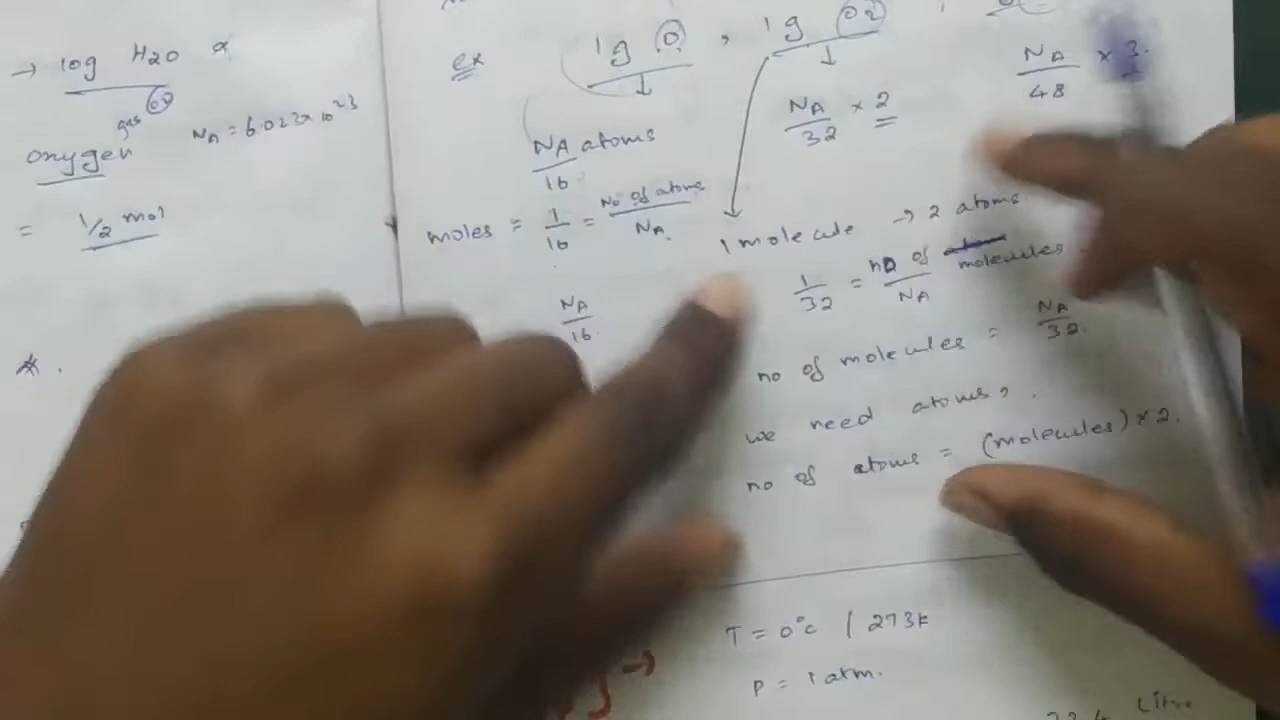 → 10g H2O
gas O2
NA = 6.023 × 10^23
Oxygen
= 1/2 mol
*.
ex 1g O , 1g O2 ,
NA/16 atoms
NA/32 × 2
NA/48 × 3
moles = 1/16 = No of atoms/NA
NA/16
1 molecule → 2 atoms
1/32 = no of molecules/NA
no of molecules = NA/32
we need atoms,
no of atoms = (molecules) × 2.
T = 0°C / 273K
P = 1 atm.
Litre